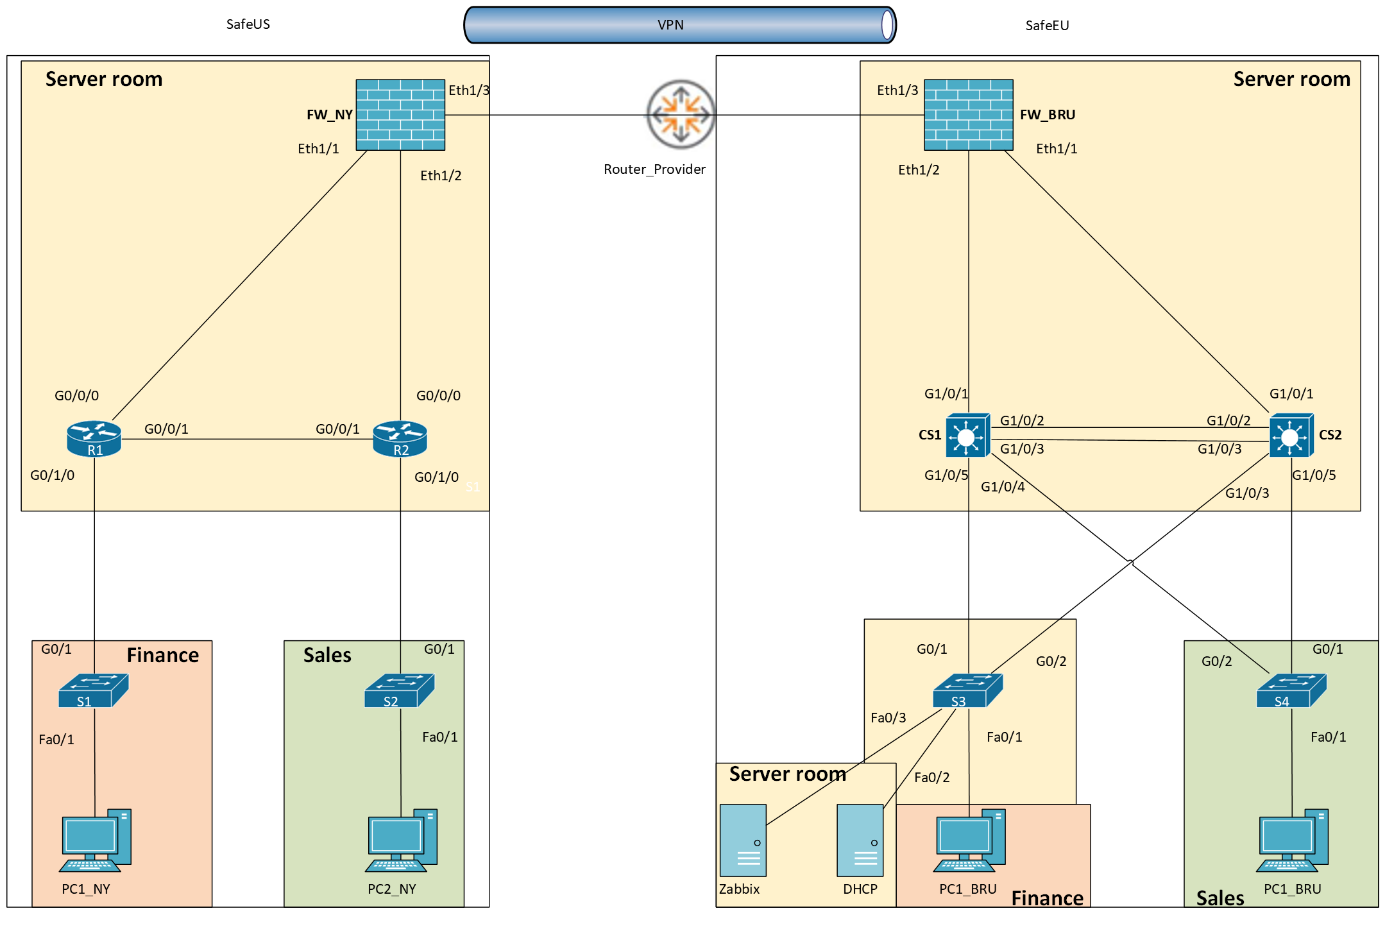 SafeUS
VPN
SafeEU
Server room
Server room
Eth1/3
Eth1/3
FW_NY
FW_BRU
Eth1/1
Eth1/1
Router_Provider
Eth1/2
Eth1/2
G0/0/0
G0/0/0
G1/0/1
G1/0/1
G0/0/1
G0/0/1
G1/0/2
G1/0/2
CS1
CS2
R1
R2
G1/0/3
G1/0/3
G0/1/0
G0/1/0
G1/0/5
G1/0/5
S1
G1/0/4
G1/0/3
G0/1
Finance
Sales
G0/1
G0/1
G0/2
G0/2
G0/1
S1
S2
S3
S4
Fa0/3
Fa0/1
Fa0/1
Fa0/1
Fa0/1
Server room
Fa0/2
PC1_NY
PC2_NY
Zabbix
DHCP
PC1_BRU
PC1_BRU
Finance
Sales